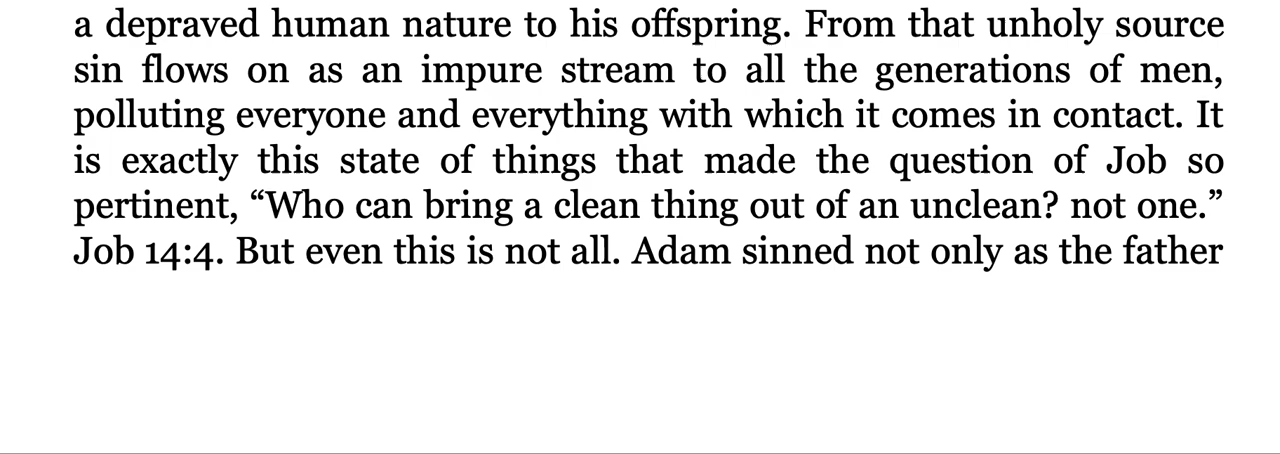 a depraved human nature to his offspring. From that unholy source
sin flows on as an impure stream to all the generations of men,
polluting everyone and everything with which it comes in contact. It
is exactly this state of things that made the question of Job so
pertinent, “Who can bring a clean thing out of an unclean? not one.”
Job 14:4. But even this is not all. Adam sinned not only as the father